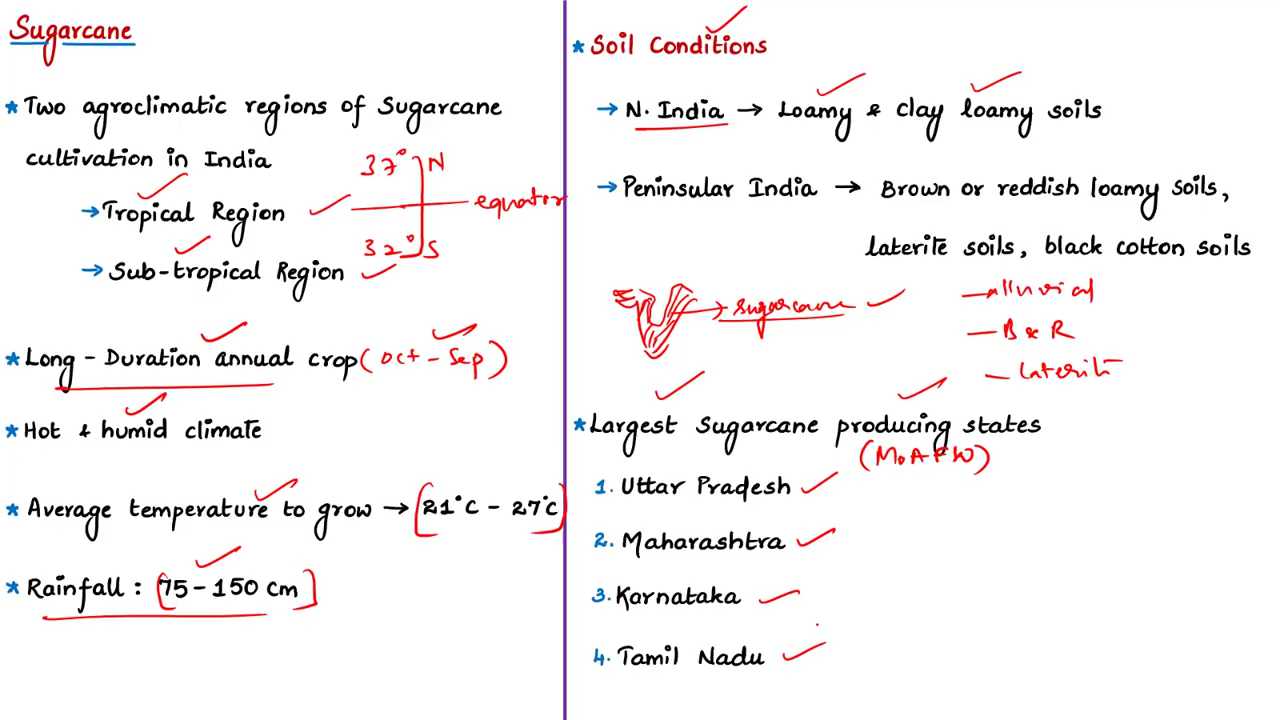 Sugarcane
* Two agroclimatic regions of Sugarcane
cultivation in India
→ Tropical Region
→ Sub-tropical Region
37° N
equator
32° S
* Long - Duration annual crop (Oct - Sep)
* Hot & humid climate
* Average temperature to grow → [21°C - 27°C]
* Rainfall : [75 - 150 cm]
* Soil Conditions
→ N. India → Loamy & clay loamy soils
→ Peninsular India → Brown or reddish loamy soils,
laterite soils, black cotton soils
→ Sugarcane
- alluvial
- B & R
- Laterite
* Largest Sugarcane producing states
(MoAFW)
1. Uttar Pradesh
2. Maharashtra
3. Karnataka
4. Tamil Nadu